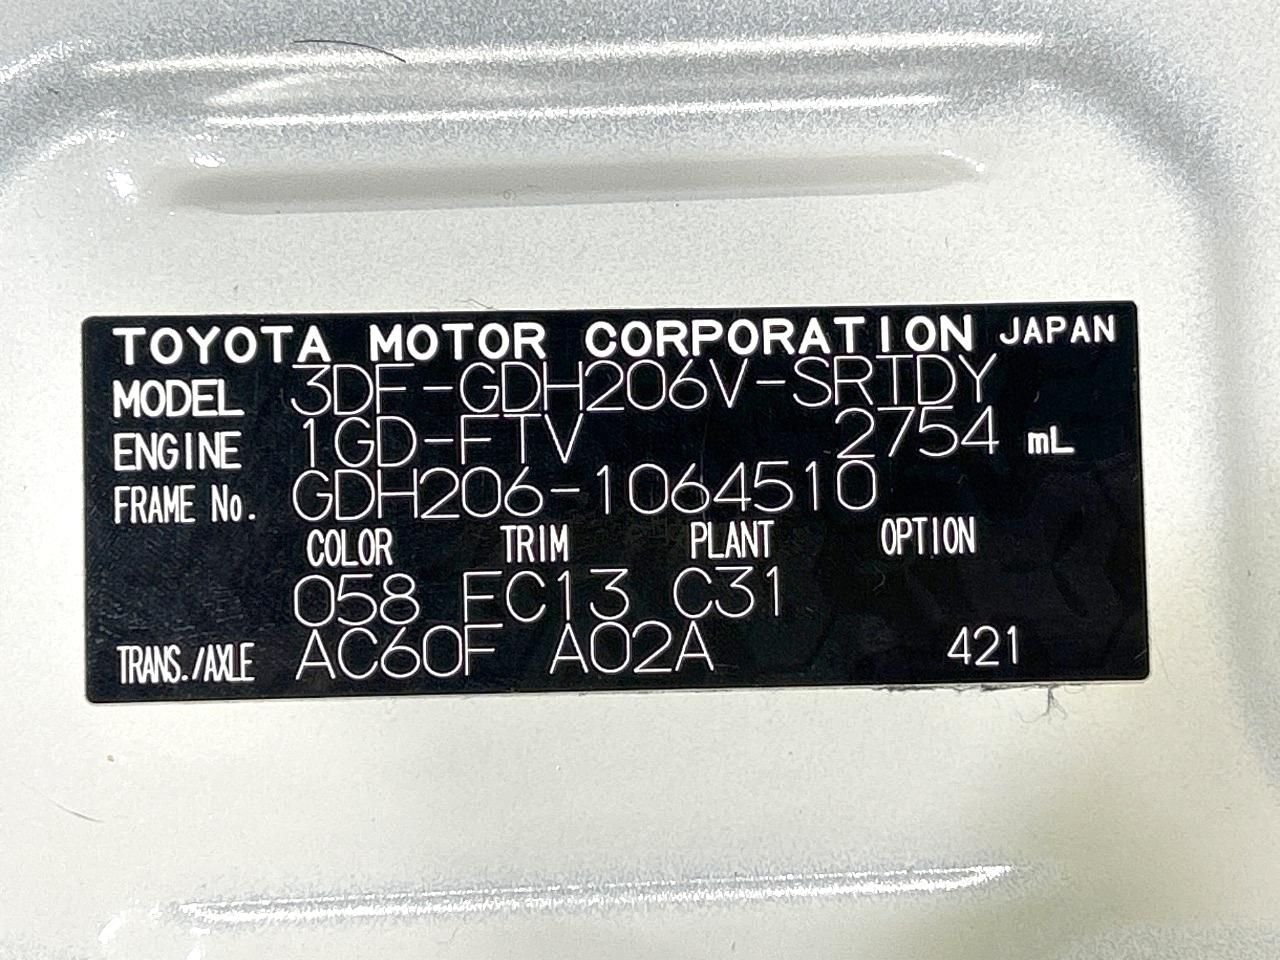 TOYOTA MOTOR CORPORATION JAPAN
MODEL 3DF-GDH206V-SRTDY
ENGINE 1GD-FTV 2754 mL
FRAME No. GDH206-1064510
COLOR TRIM PLANT OPTION
058 FC13 C31
TRANS./AXLE AC60F A02A 421